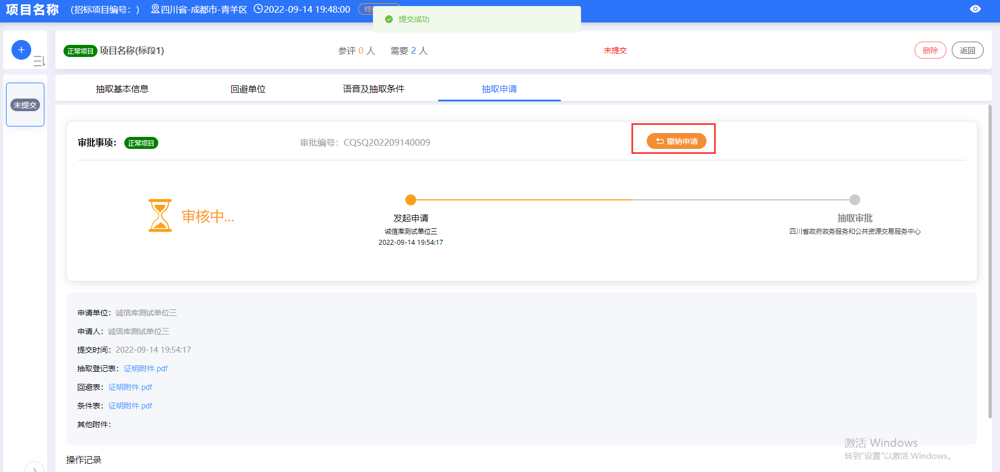 项目名称 (招标项目编号:) 四川省-成都市-青羊区 2022-09-14 19:48:00 终
提交成功
正常项目 项目名称(标段1) 参评 0 人 需要 2 人 未提交 删除 返回
抽取基本信息 回避单位 语音及抽取条件 抽取申请
未提交
审批事项: 正常项目 审批编号: CQSQ202209140009 撤销申请
审核中...
发起申请
诚信库测试单位三
2022-09-14 19:54:17
抽取审批
四川省政府政务服务和公共资源交易服务中心
申请单位: 诚信库测试单位三
申请人: 诚信库测试单位三
提交时间: 2022-09-14 19:54:17
抽取登记表: 证明附件.pdf
回避表: 证明附件.pdf
条件表: 证明附件.pdf
其他附件:
操作记录
激活 Windows
转到"设置"以激活 Windows。